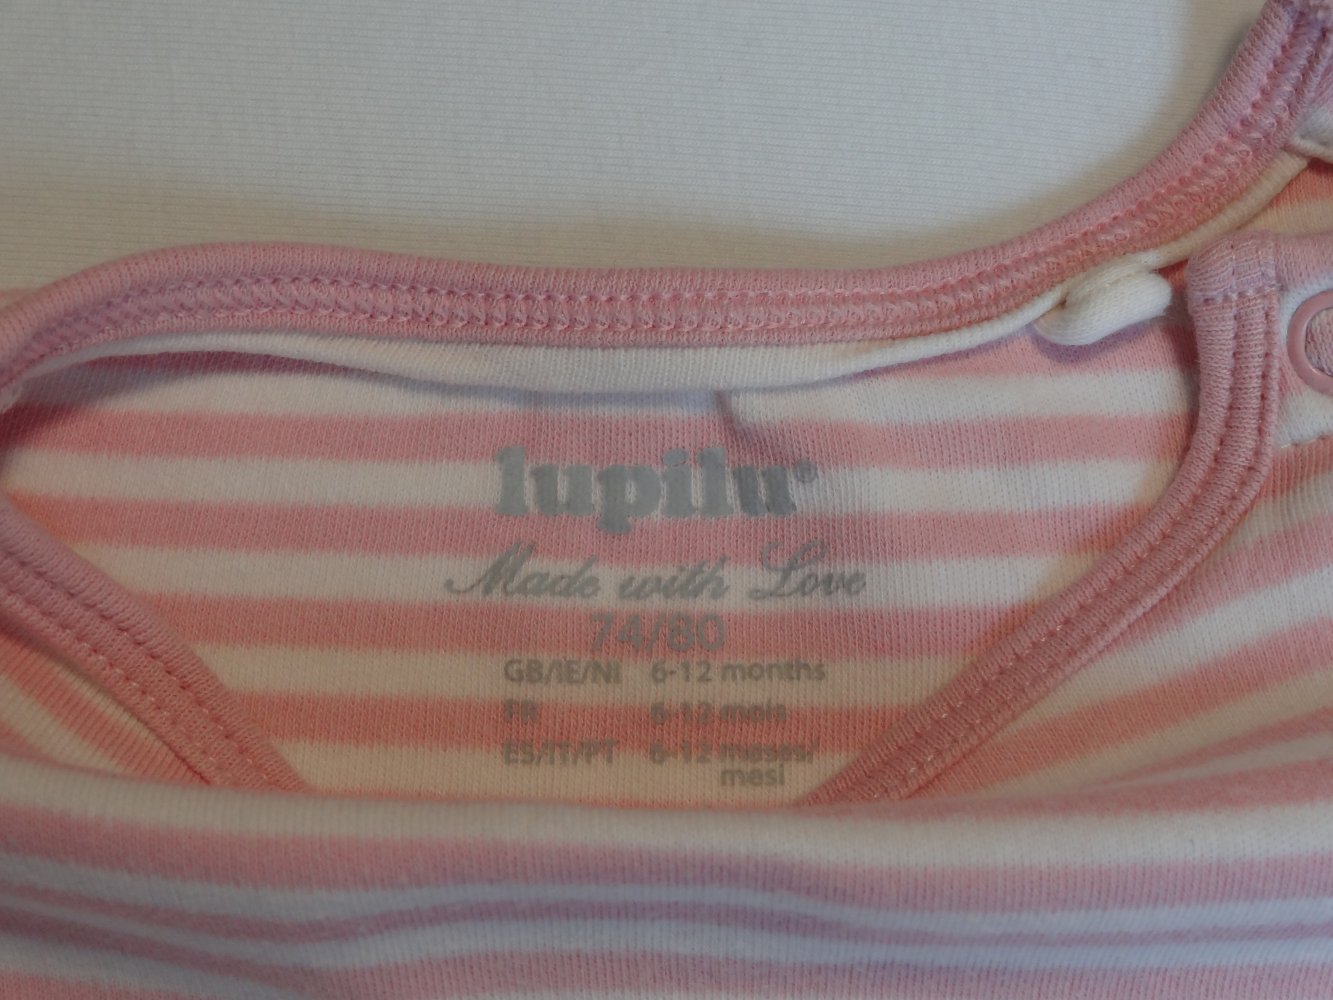 lupilu®
Made with Love
74/80
GB/IE/NI 6-12 months
FR 6-12 mois
ES/IT/PT 6-12 meses/
mesi